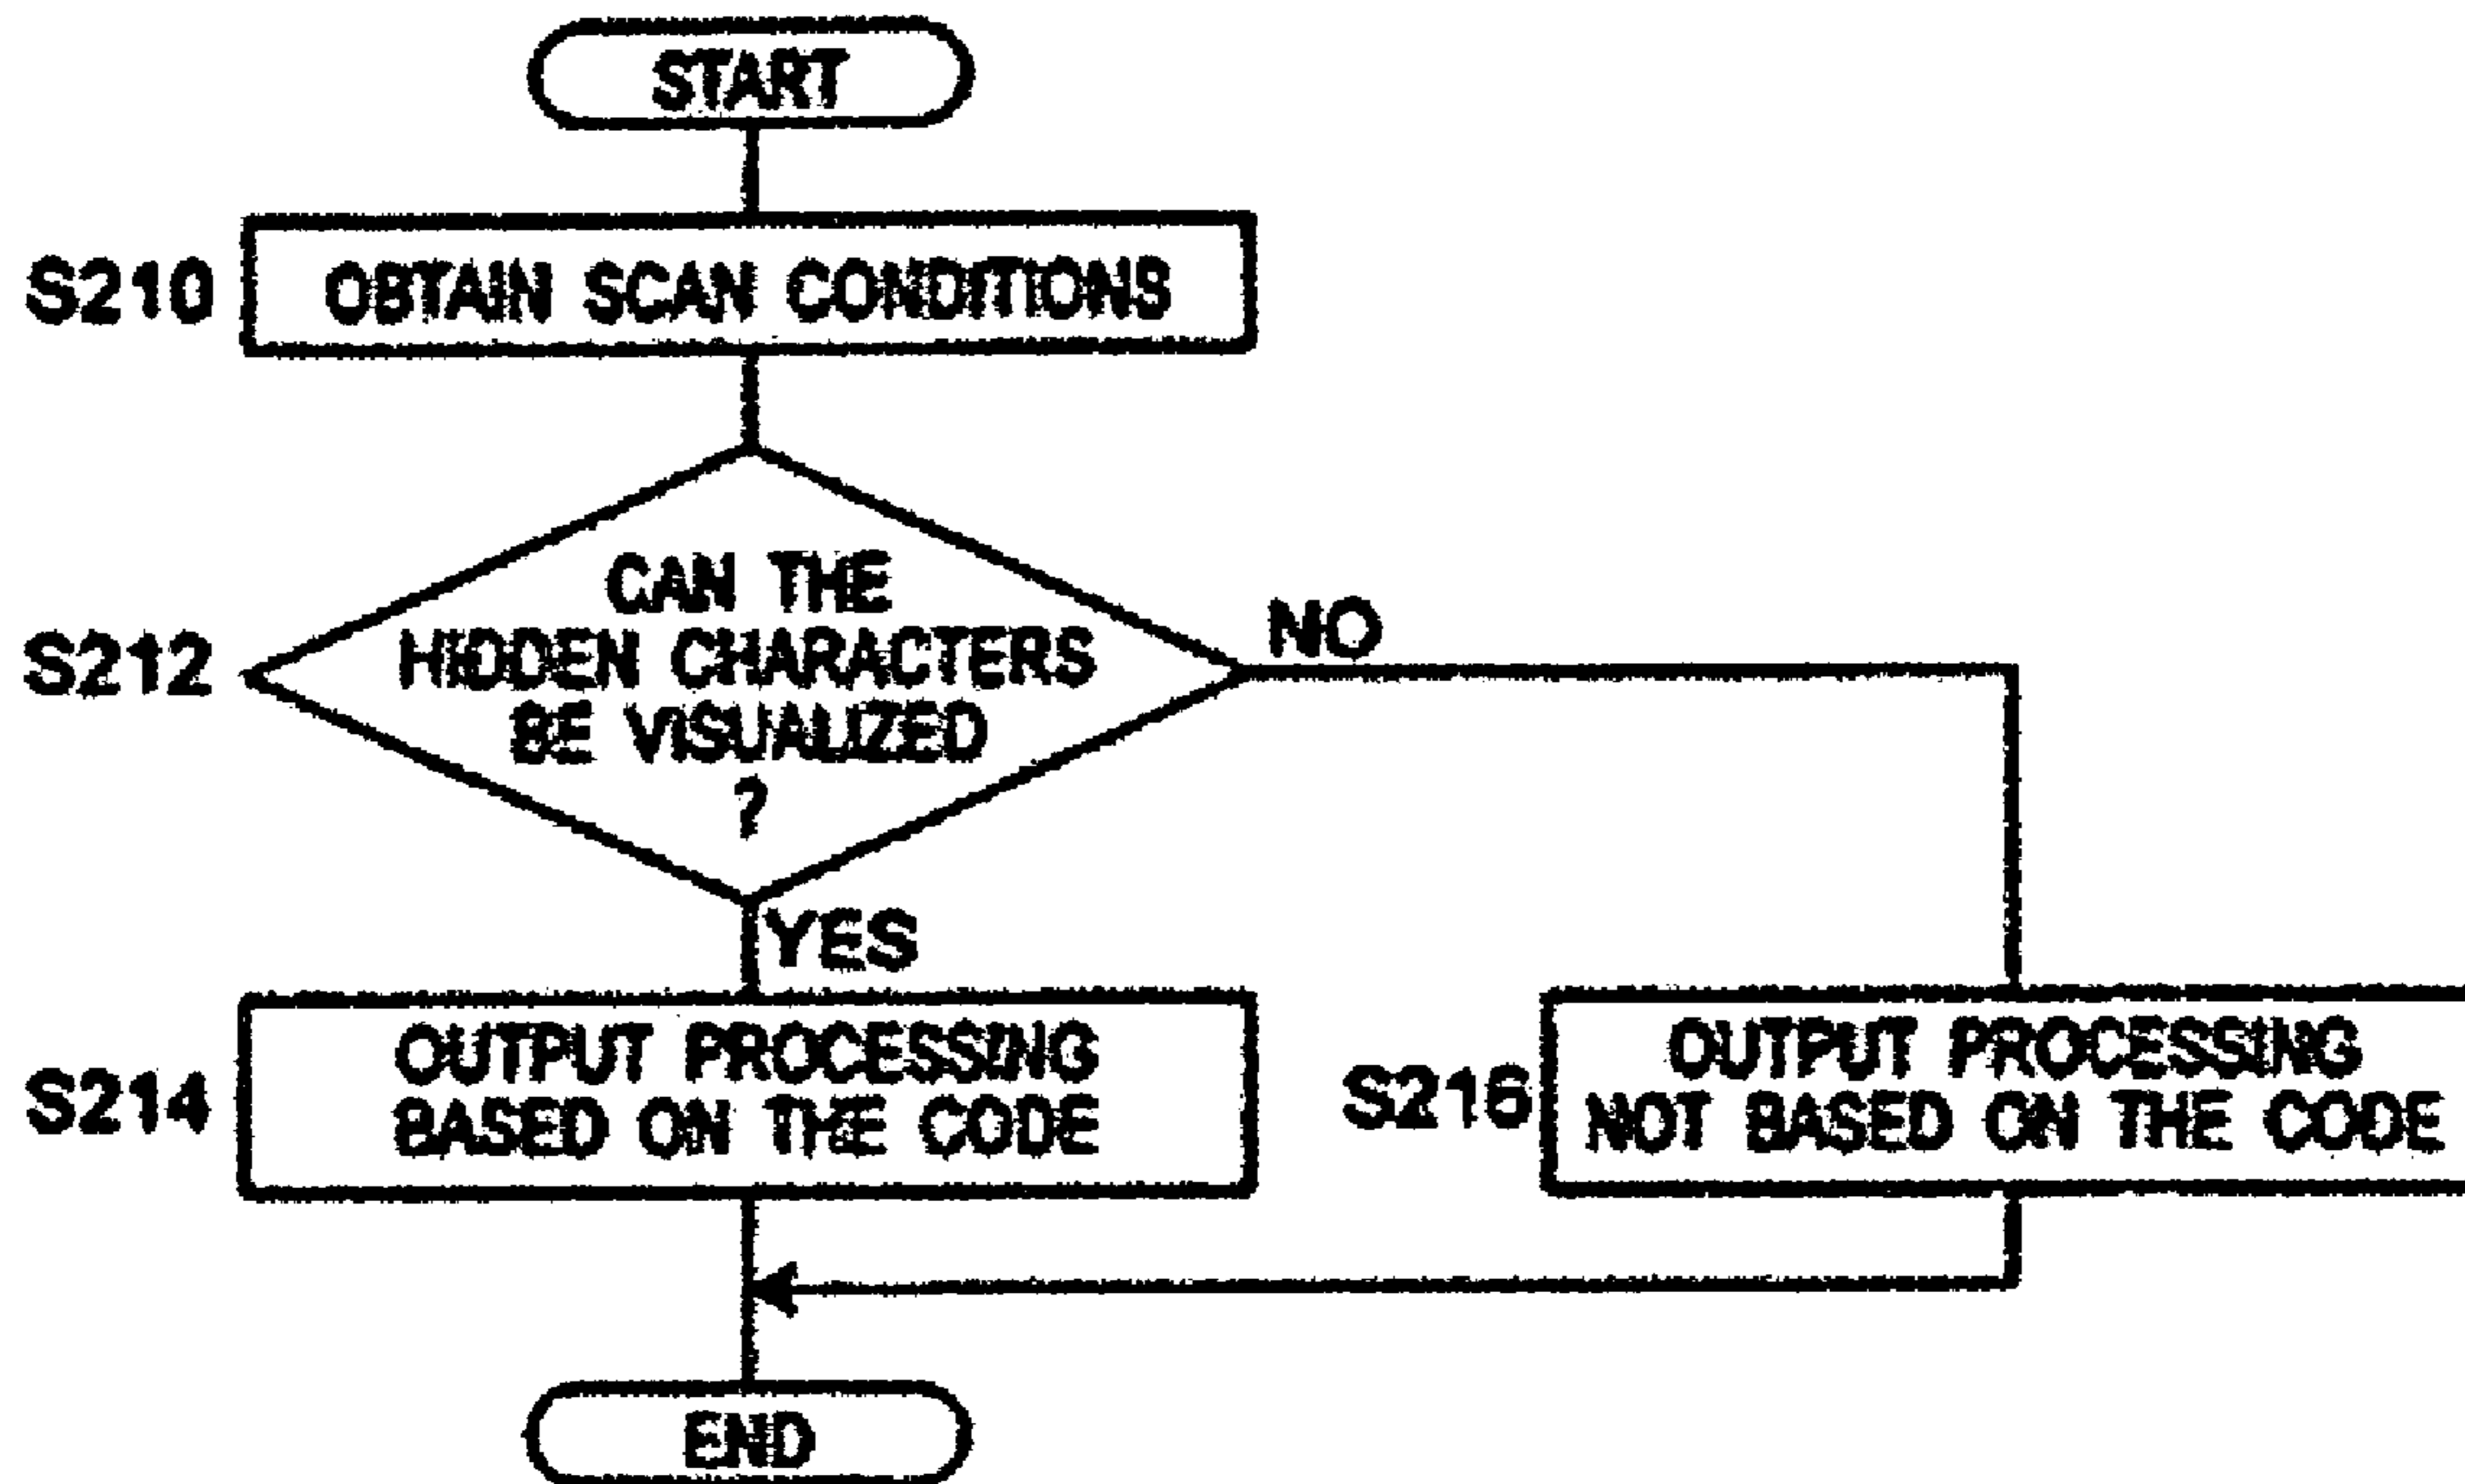 START
S210
OBTAIN SCAN CONDITIONS
S212
CAN THE
HIDDEN CHARACTERS
BE VISUALIZED
?
NO
YES
S214
OUTPUT PROCESSING
BASED ON THE CODE
S216
OUTPUT PROCESSING
NOT BASED ON THE CODE
END